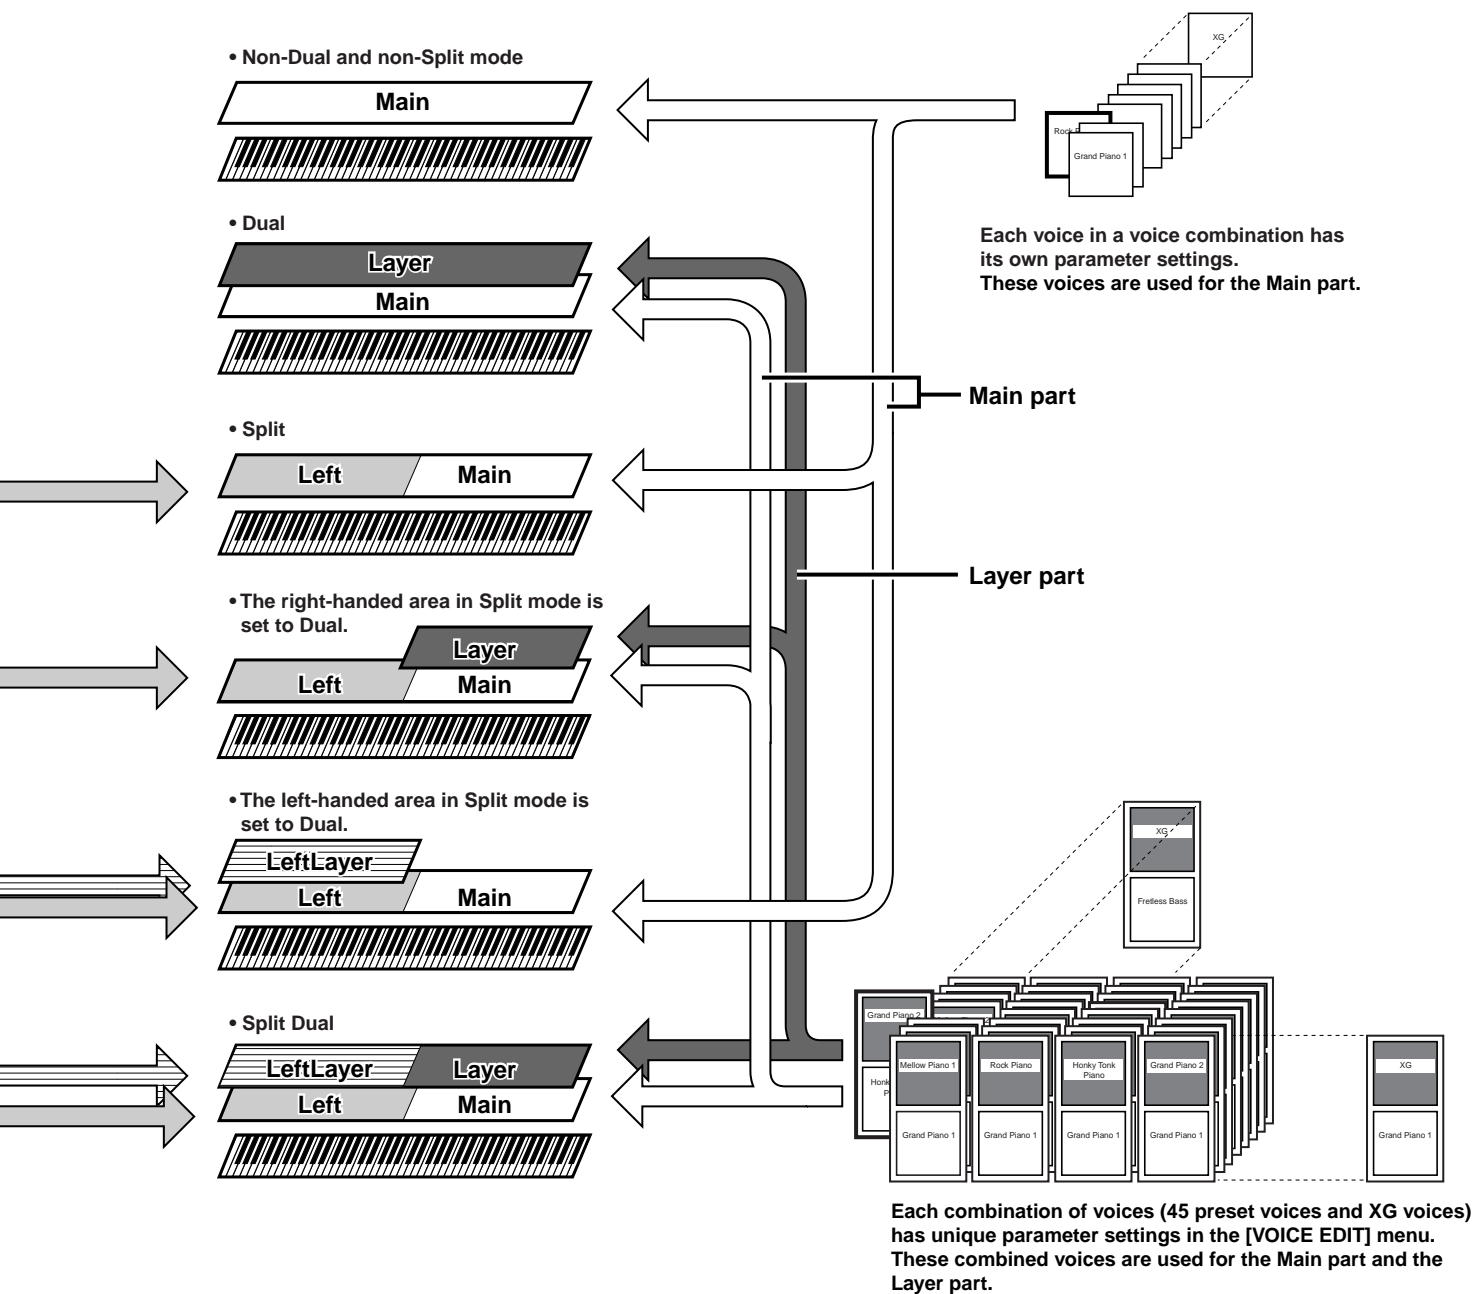 • Non-Dual and non-Split mode
Main
XG
Grand Piano 1
Each voice in a voice combination has
its own parameter settings.
These voices are used for the Main part.
• Dual
Layer
Main
Main part
• Split
Left
Main
Layer part
• The right-handed area in Split mode is
set to Dual.
Layer
Left
Main
• The left-handed area in Split mode is
set to Dual.
LeftLayer
Left
Main
XG
Fretless Bass
• Split Dual
LeftLayer
Layer
Left
Main
Grand Piano 2
Mellow Piano 1
Rock Piano
Honky Tonk
Piano
Grand Piano 2
XG
Grand Piano 1
Grand Piano 1
Grand Piano 1
Grand Piano 1
Grand Piano 1
Each combination of voices (45 preset voices and XG voices)
has unique parameter settings in the [VOICE EDIT] menu.
These combined voices are used for the Main part and the
Layer part.